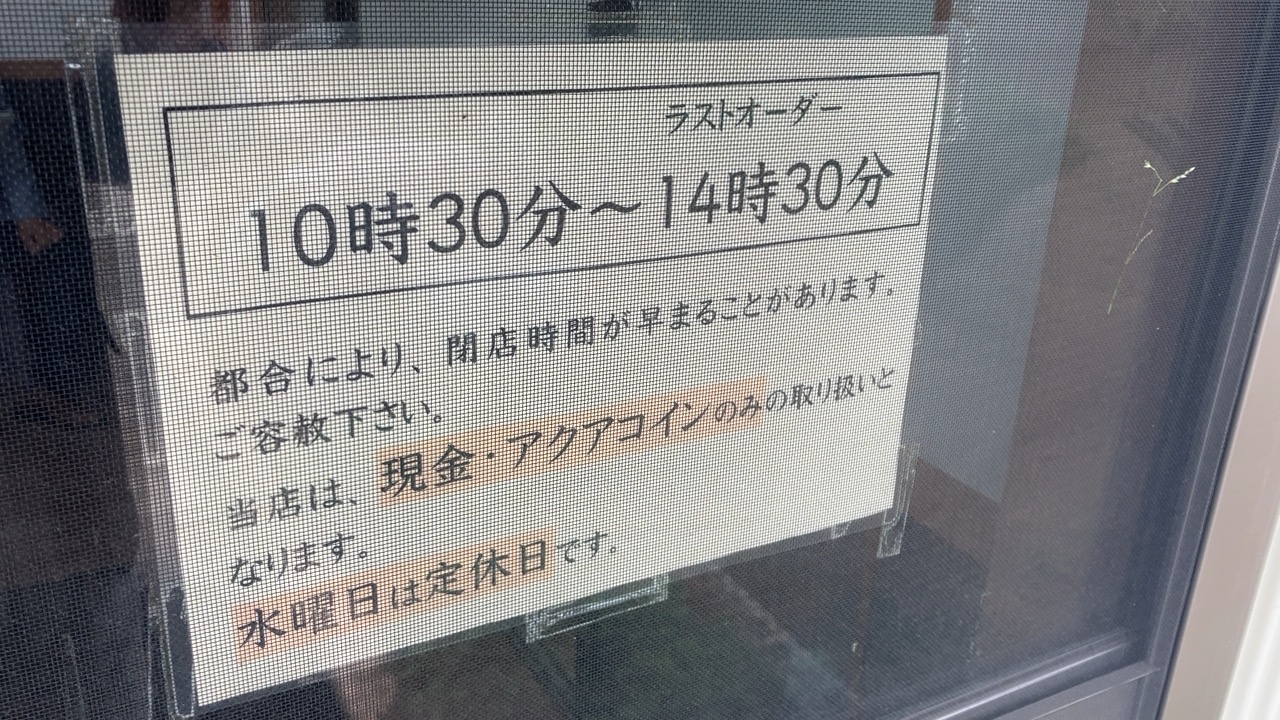 ラストオーダー
10時30分～14時30分
都合により、閉店時間が早まることがあります。
ご容赦下さい。
当店は、現金・アクアコインのみの取り扱いと
なります。
水曜日は定休日です。